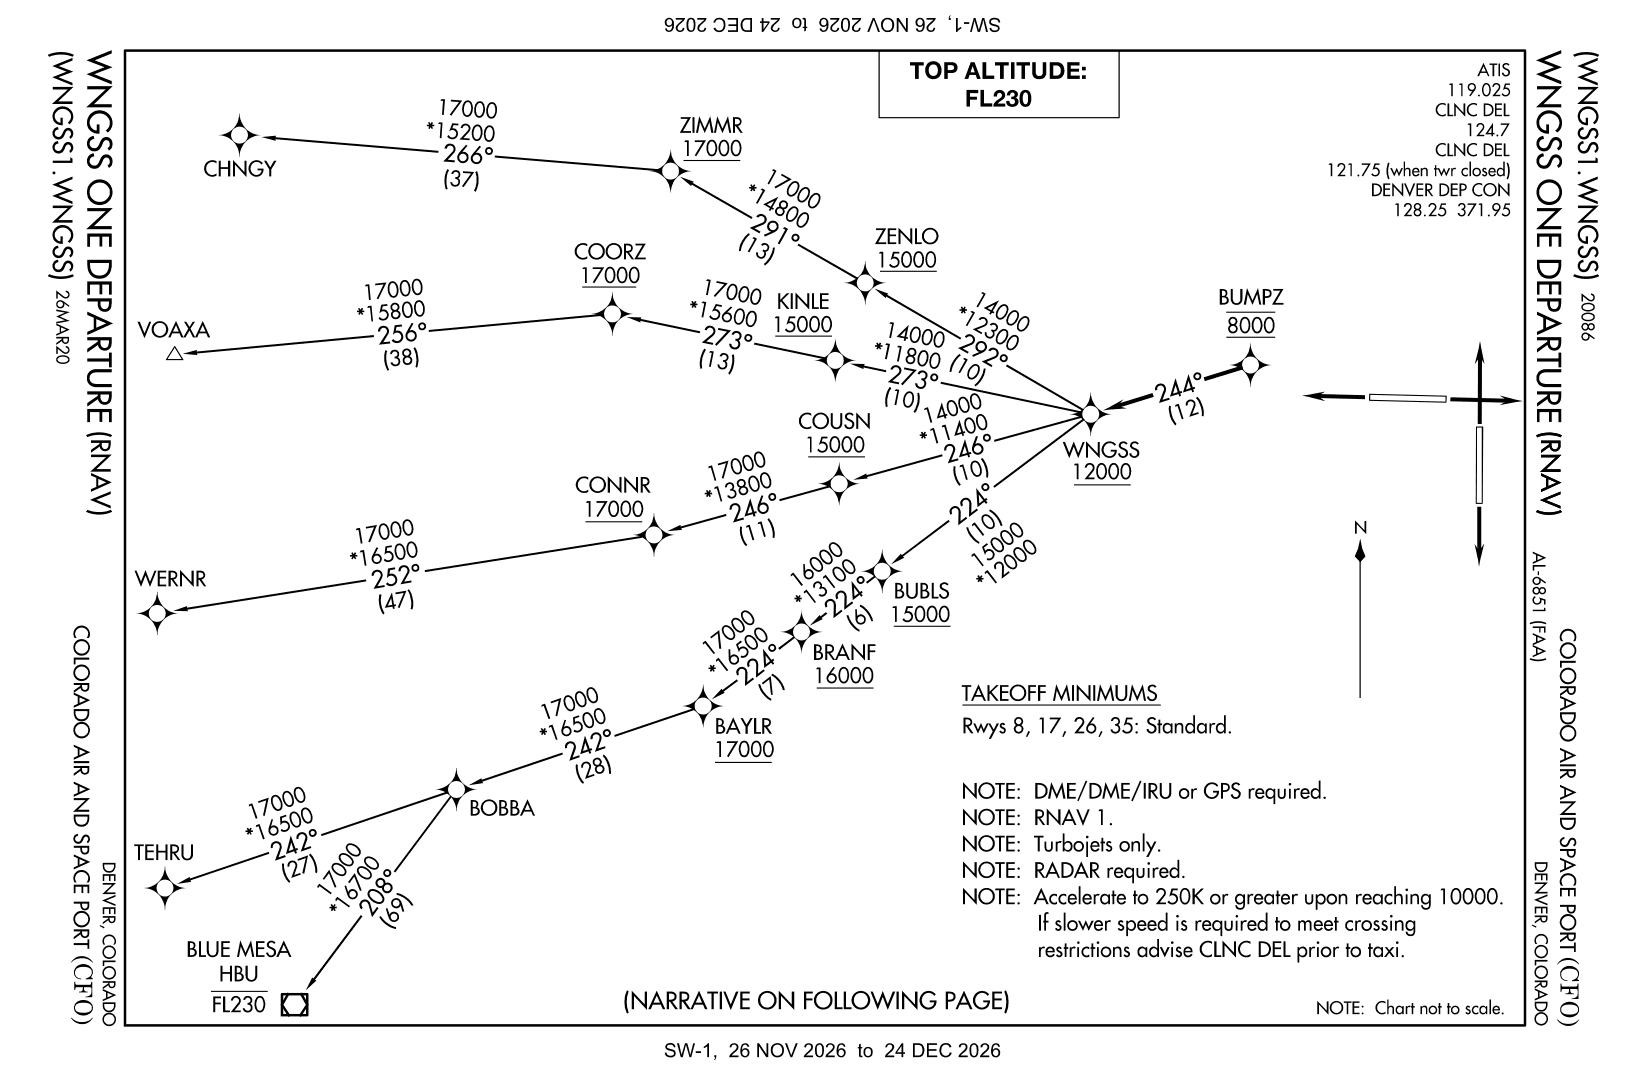 SW-1, 26 NOV 2026 to 24 DEC 2026
(WNGSS1.WNGSS) 26MAR20
WNGSS ONE DEPARTURE (RNAV)
COLORADO AIR AND SPACE PORT (CFO)
DENVER, COLORADO
TOP ALTITUDE:
FL230
ATIS
119.025
CLNC DEL
124.7
CLNC DEL
121.75 (when twr closed)
DENVER DEP CON
128.25 371.95
CHNGY
17000
*15200
266°
(37)
ZIMMR
17000
17000
*14800
291°
(13)
ZENLO
15000
14000
*12300
292°
(10)
VOAXA
17000
*15800
256°
(38)
COORZ
17000
17000
*15600
273°
(13)
KINLE
15000
14000
*11800
273°
(10)
BUMPZ
8000
244°
(12)
WNGSS
12000
14000
*11400
246°
(10)
COUSN
15000
17000
*13800
246°
(11)
CONNR
17000
17000
*16500
252°
(47)
WERNR
224°
(10)
15000
*12000
BUBLS
15000
16000
*13100
224°
(6)
BRANF
16000
17000
*16500
224°
(7)
BAYLR
17000
17000
*16500
242°
(28)
BOBBA
17000
*16500
242°
(27)
TEHRU
17000
*16700
208°
(69)
BLUE MESA
HBU
FL230
N
TAKEOFF MINIMUMS
Rwys 8, 17, 26, 35: Standard.
NOTE: DME/DME/IRU or GPS required.
NOTE: RNAV 1.
NOTE: Turbojets only.
NOTE: RADAR required.
NOTE: Accelerate to 250K or greater upon reaching 10000.
If slower speed is required to meet crossing
restrictions advise CLNC DEL prior to taxi.
(NARRATIVE ON FOLLOWING PAGE)
NOTE: Chart not to scale.
(WNGSS1.WNGSS) 20086
WNGSS ONE DEPARTURE (RNAV)
AL-6851 (FAA)
COLORADO AIR AND SPACE PORT (CFO)
DENVER, COLORADO
SW-1, 26 NOV 2026 to 24 DEC 2026